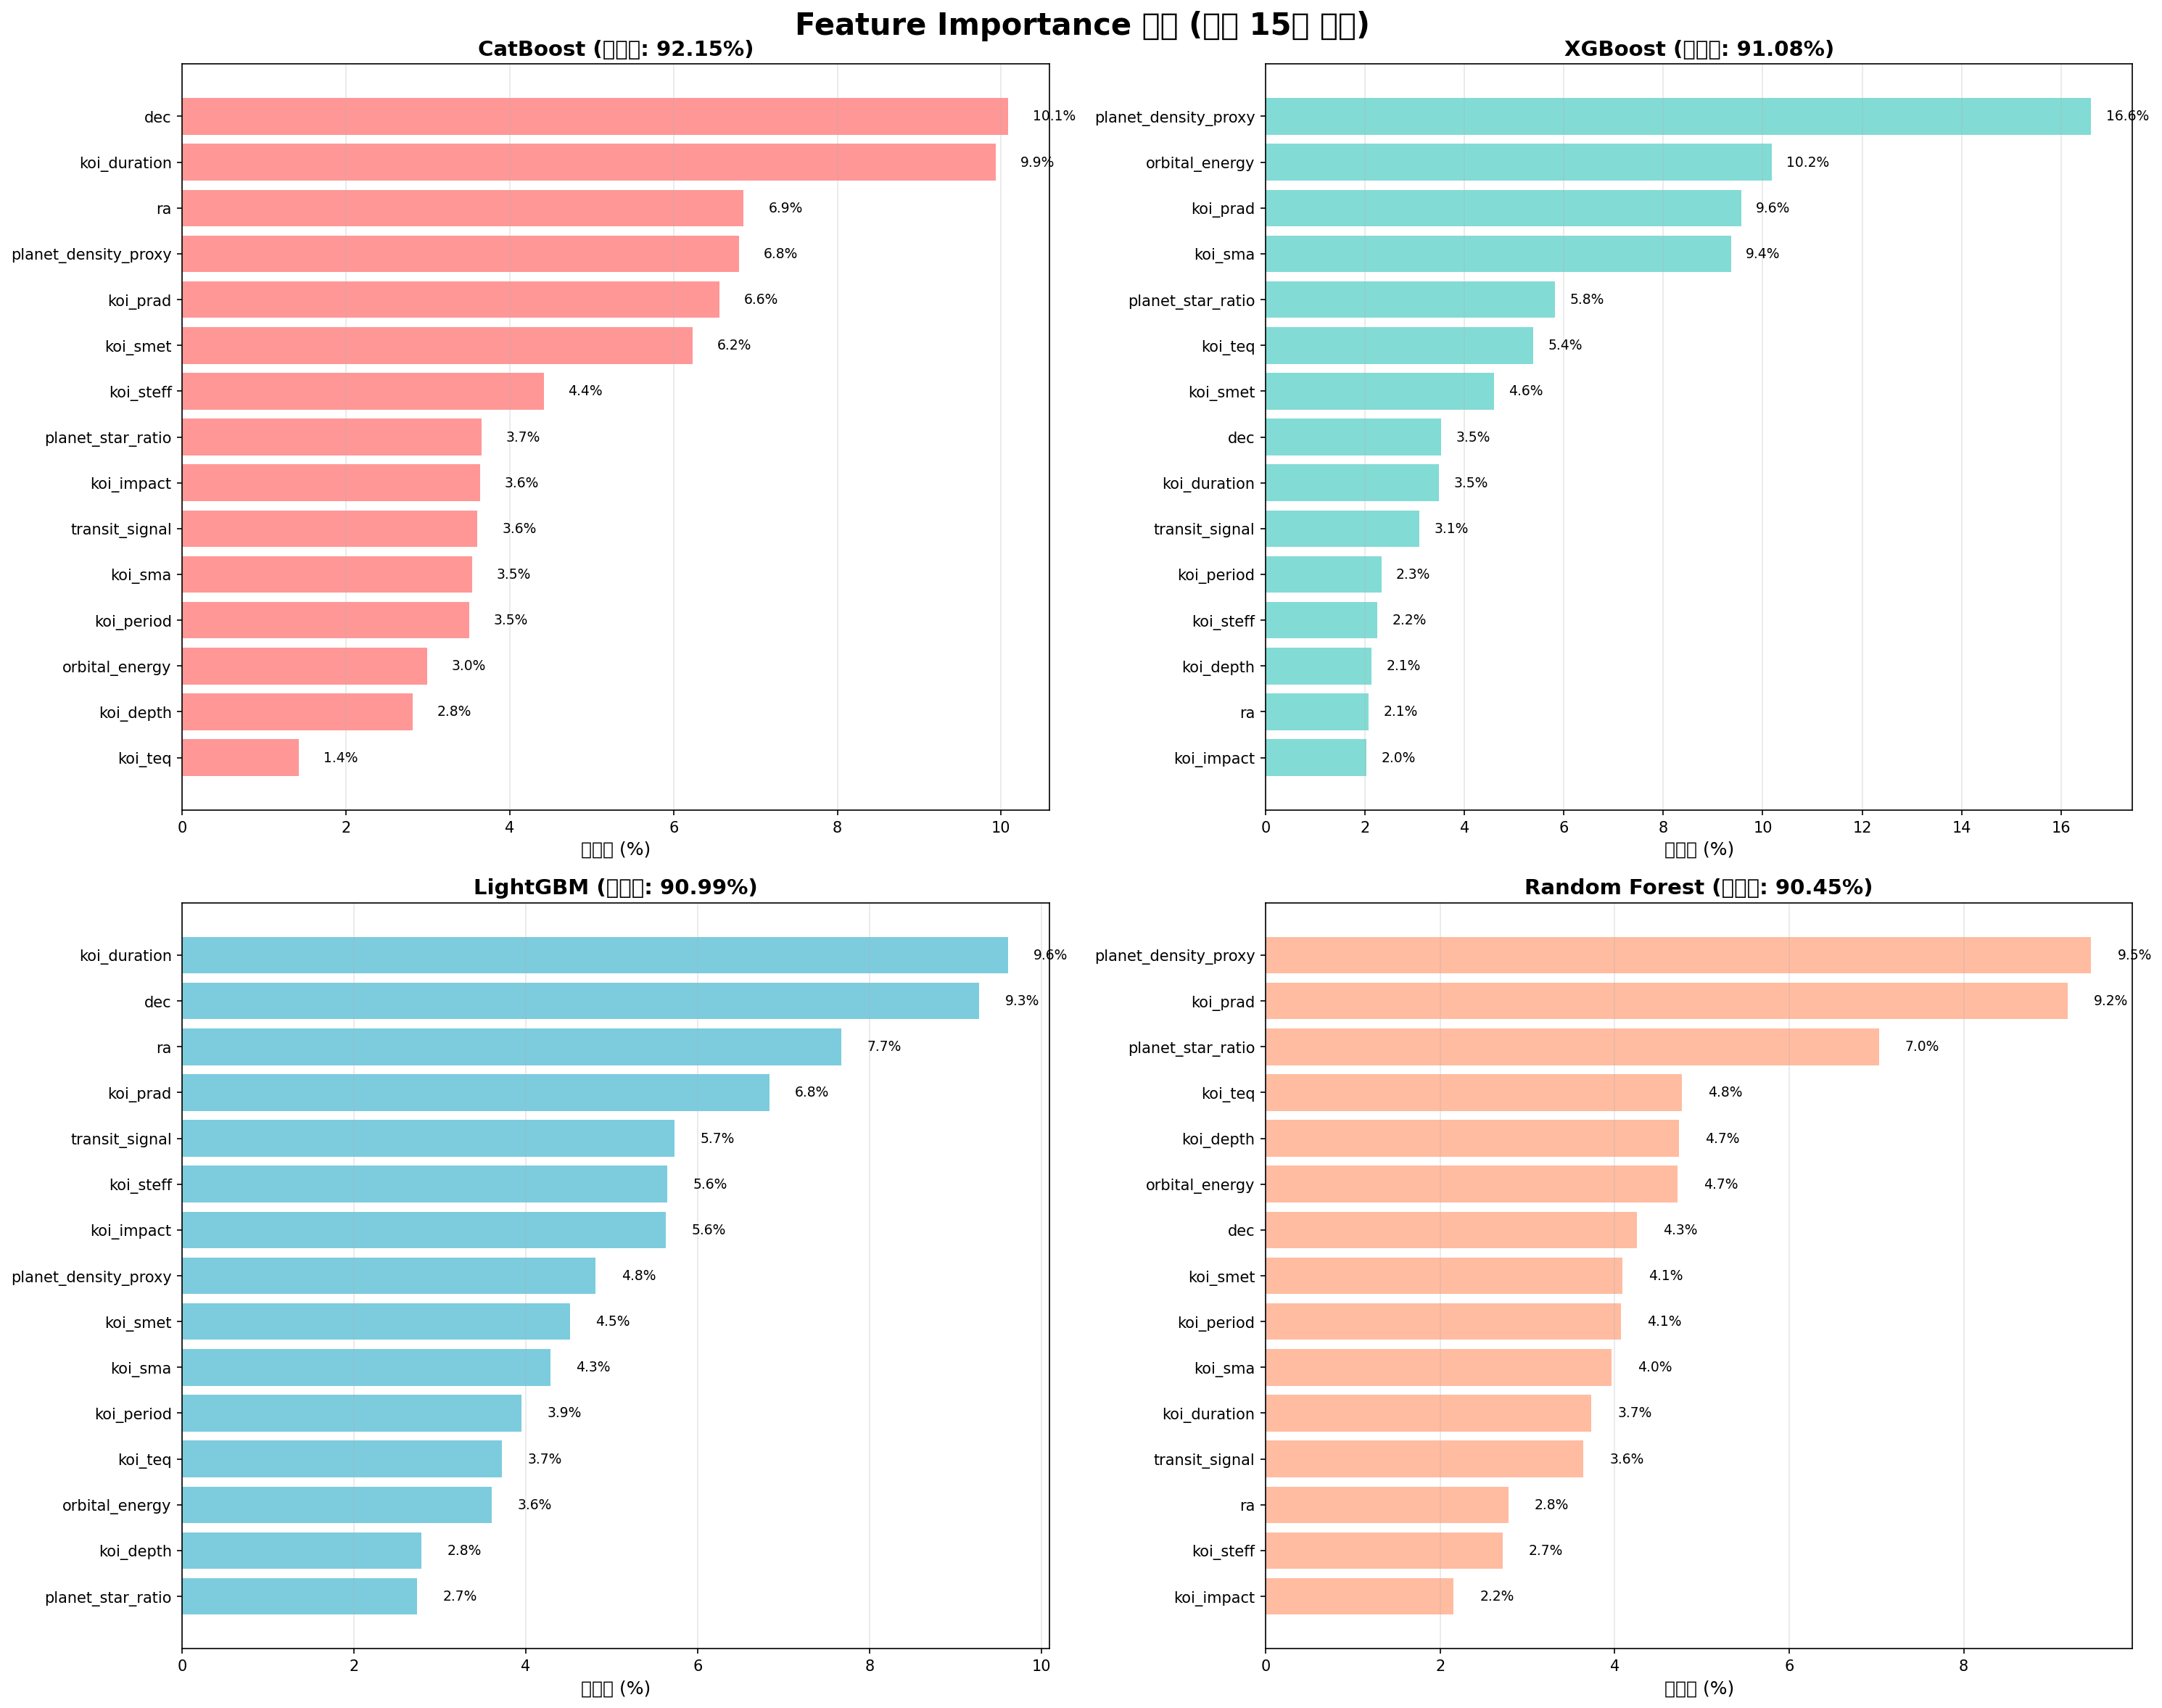 Feature Importance ( 15 )
CatBoost (: 92.15%)
dec 10.1%
koi_duration 9.9%
ra 6.9%
planet_density_proxy 6.8%
koi_prad 6.6%
koi_smet 6.2%
koi_steff 4.4%
planet_star_ratio 3.7%
koi_impact 3.6%
transit_signal 3.6%
koi_sma 3.5%
koi_period 3.5%
orbital_energy 3.0%
koi_depth 2.8%
koi_teq 1.4%
0 2 4 6 8 10
(%)
XGBoost (: 91.08%)
planet_density_proxy 16.6%
orbital_energy 10.2%
koi_prad 9.6%
koi_sma 9.4%
planet_star_ratio 5.8%
koi_teq 5.4%
koi_smet 4.6%
dec 3.5%
koi_duration 3.5%
transit_signal 3.1%
koi_period 2.3%
koi_steff 2.2%
koi_depth 2.1%
ra 2.1%
koi_impact 2.0%
0 2 4 6 8 10 12 14 16
(%)
LightGBM (: 90.99%)
koi_duration 9.6%
dec 9.3%
ra 7.7%
koi_prad 6.8%
transit_signal 5.7%
koi_steff 5.6%
koi_impact 5.6%
planet_density_proxy 4.8%
koi_smet 4.5%
koi_sma 4.3%
koi_period 3.9%
koi_teq 3.7%
orbital_energy 3.6%
koi_depth 2.8%
planet_star_ratio 2.7%
0 2 4 6 8 10
(%)
Random Forest (: 90.45%)
planet_density_proxy 9.5%
koi_prad 9.2%
planet_star_ratio 7.0%
koi_teq 4.8%
koi_depth 4.7%
orbital_energy 4.7%
dec 4.3%
koi_smet 4.1%
koi_period 4.1%
koi_sma 4.0%
koi_duration 3.7%
transit_signal 3.6%
ra 2.8%
koi_steff 2.7%
koi_impact 2.2%
0 2 4 6 8
(%)